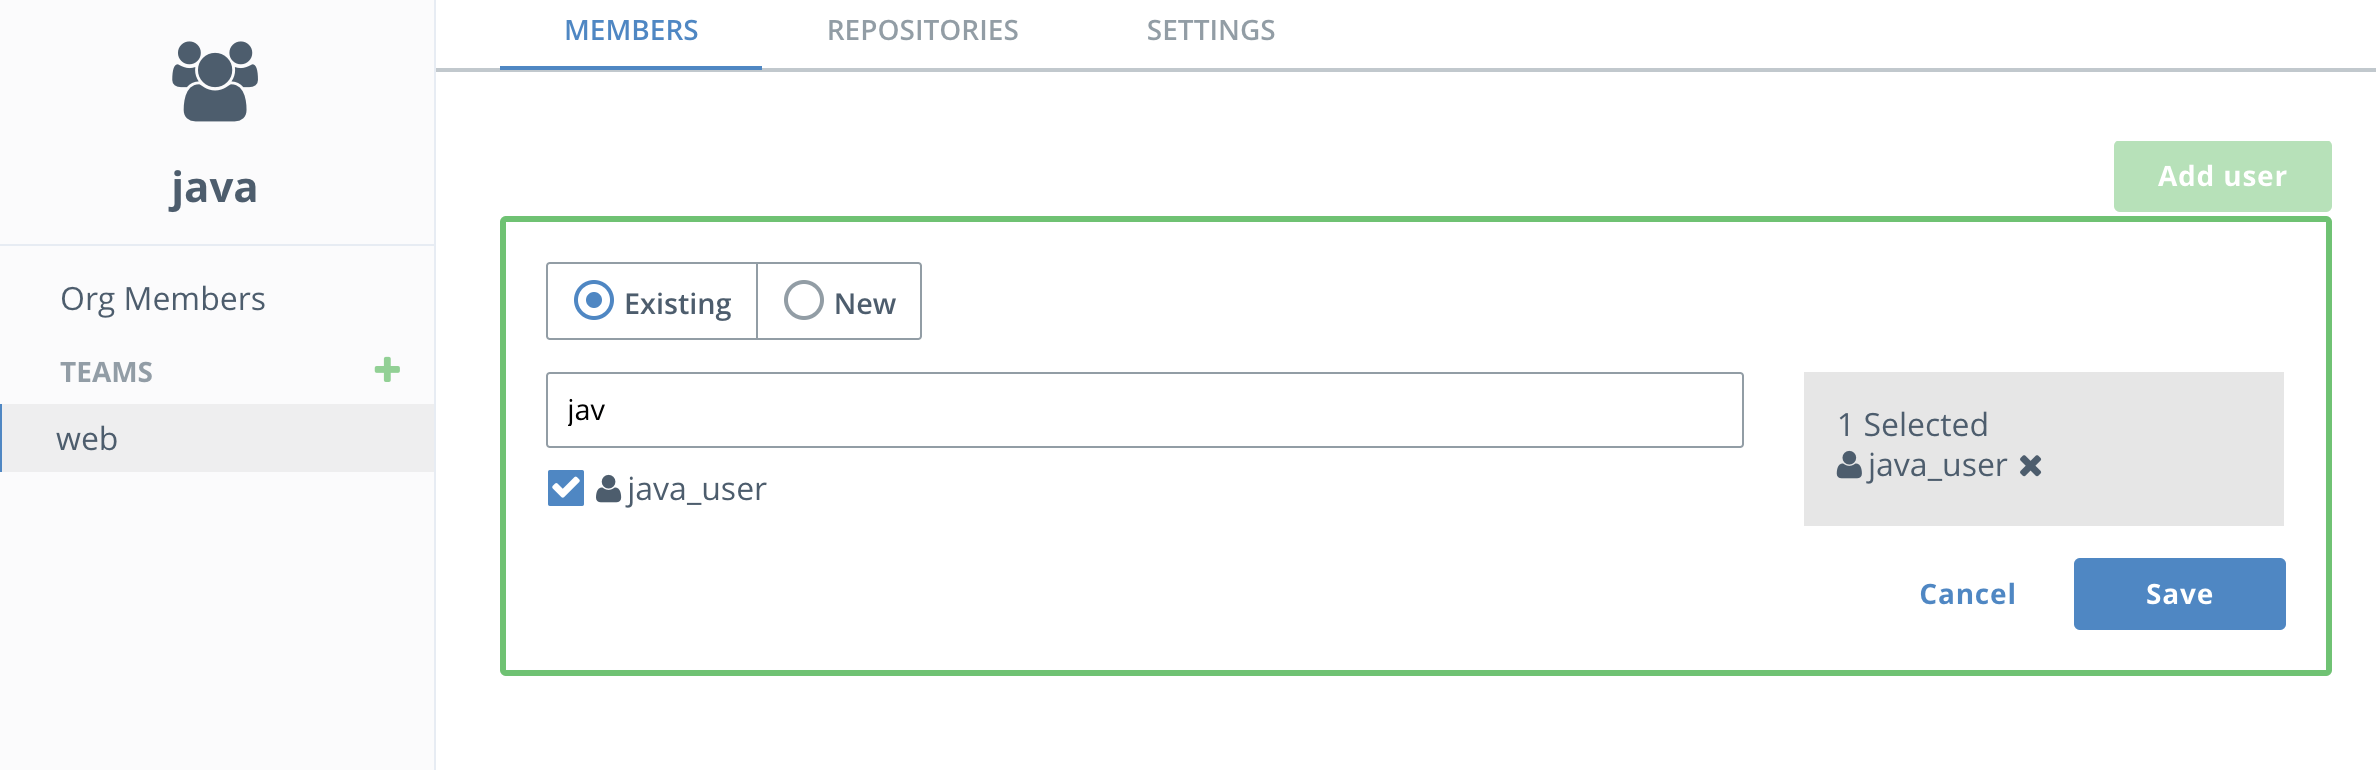 java
Org Members
TEAMS
web
MEMBERS REPOSITORIES SETTINGS
Add user
Existing New
jav
java_user
1 Selected
java_user
Cancel Save